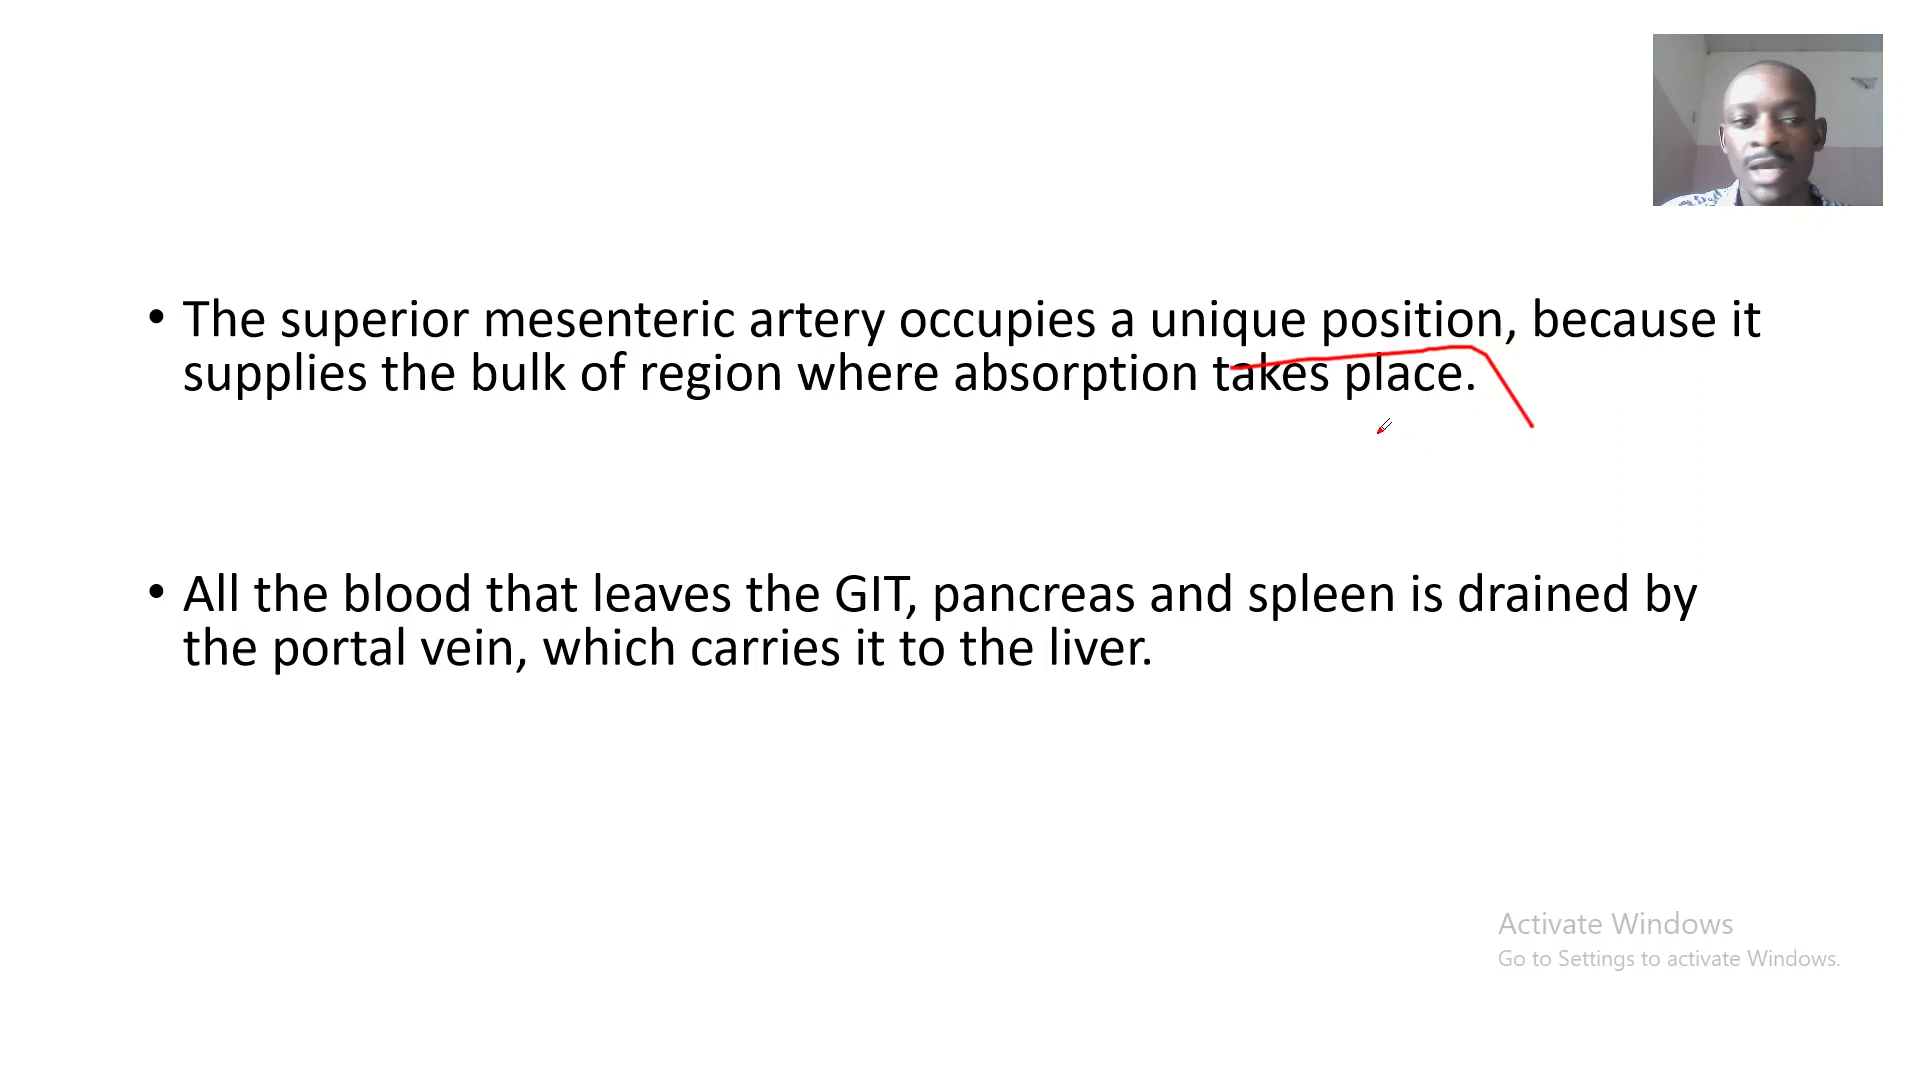 • The superior mesenteric artery occupies a unique position, because it
supplies the bulk of region where absorption takes place.
• All the blood that leaves the GIT, pancreas and spleen is drained by
the portal vein, which carries it to the liver.
Activate Windows
Go to Settings to activate Windows.